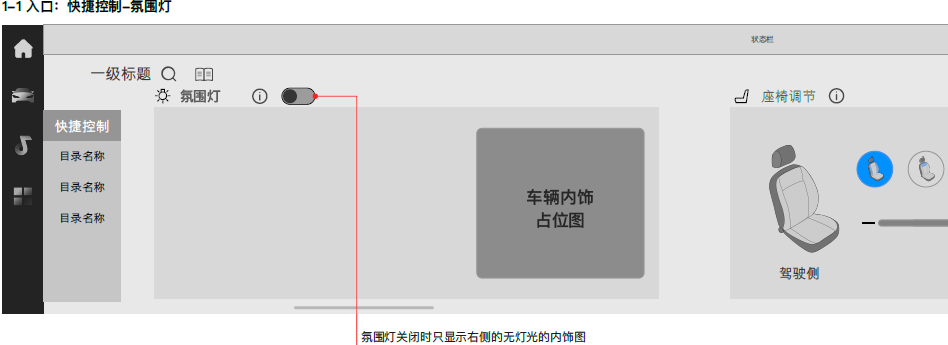 1-1 入口：快捷控制-氛围灯
状态栏
一级标题
氛围灯
座椅调节
快捷控制
目录名称
目录名称
目录名称
车辆内饰
占位图
驾驶侧
氛围灯关闭时只显示右侧的无灯光的内饰图